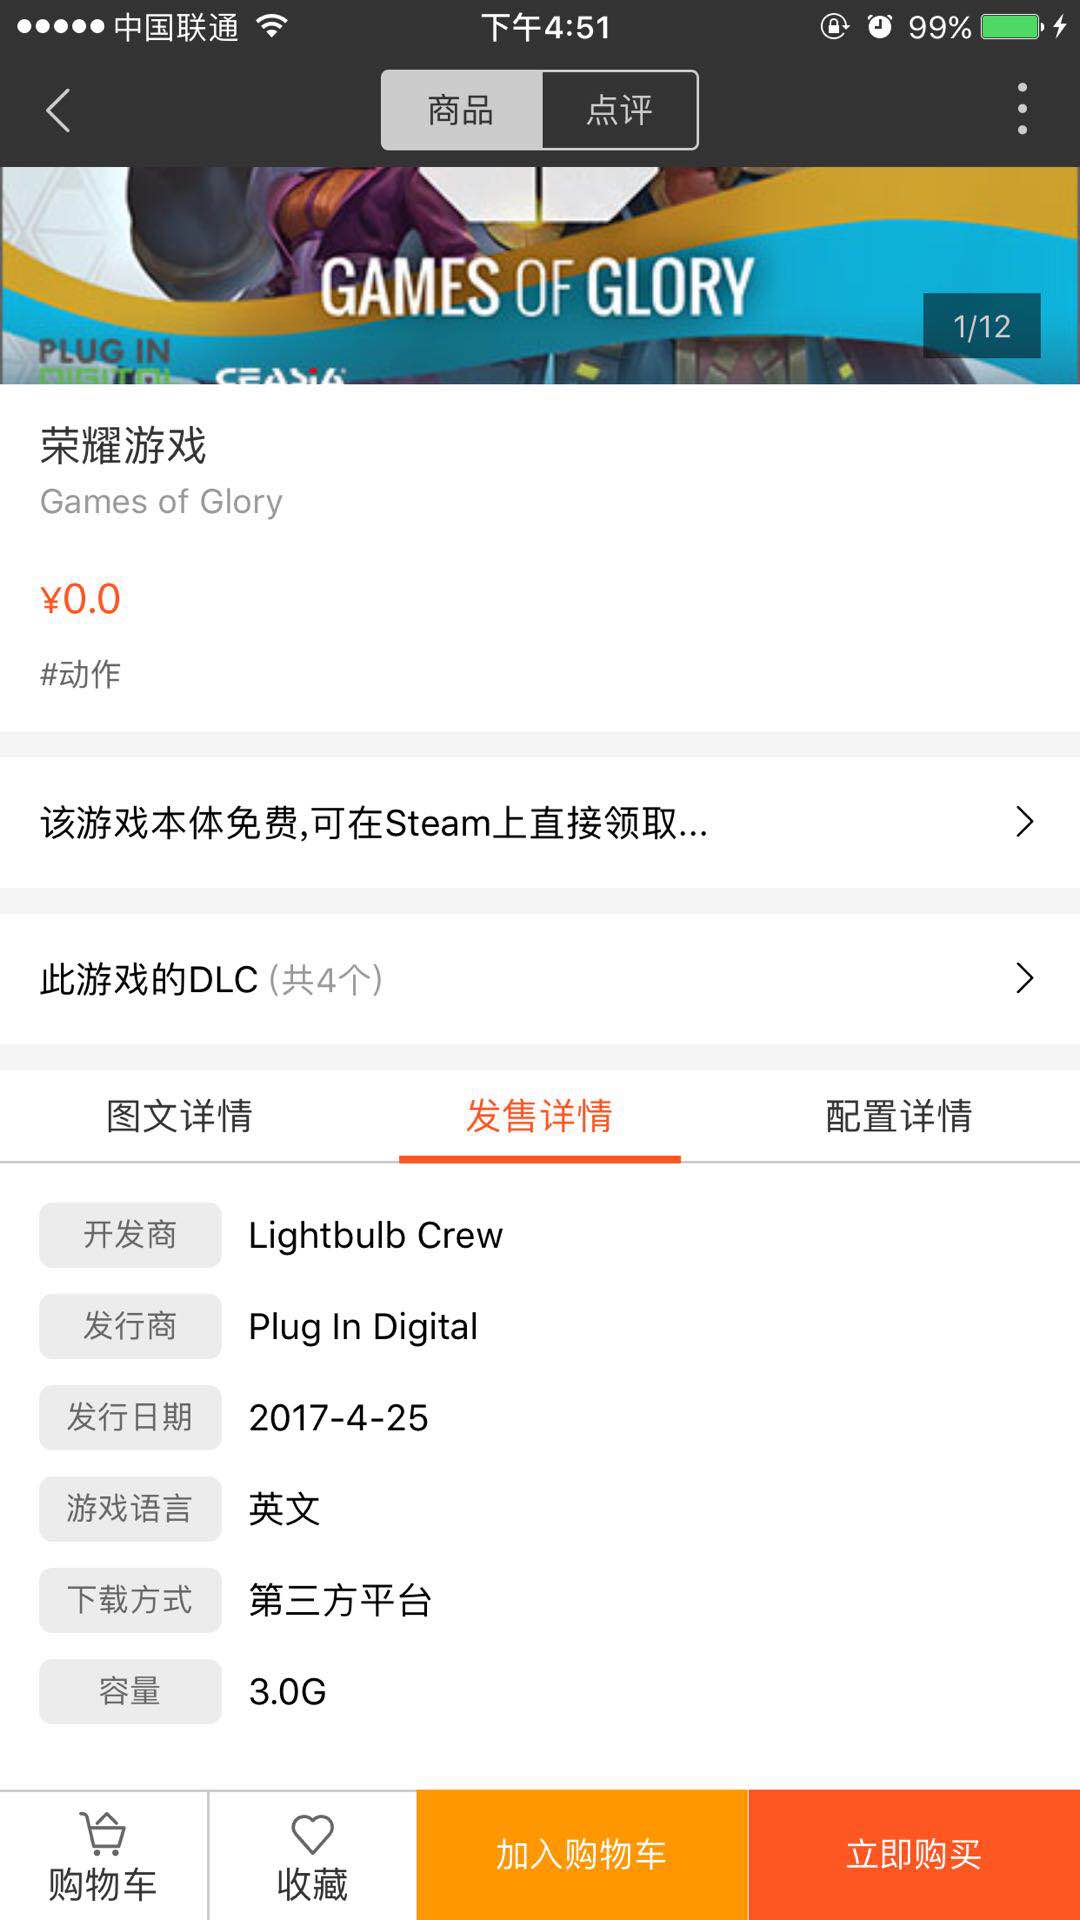 中国联通 下午4:51 99%
商品 点评
GAMES OF GLORY
1/12
PLUG IN
DIGITAL CEASIA
荣耀游戏
Games of Glory
¥0.0
#动作
该游戏本体免费,可在Steam上直接领取...
此游戏的DLC (共4个)
图文详情 发售详情 配置详情
开发商 Lightbulb Crew
发行商 Plug In Digital
发行日期 2017-4-25
游戏语言 英文
下载方式 第三方平台
容量 3.0G
购物车 收藏 加入购物车 立即购买